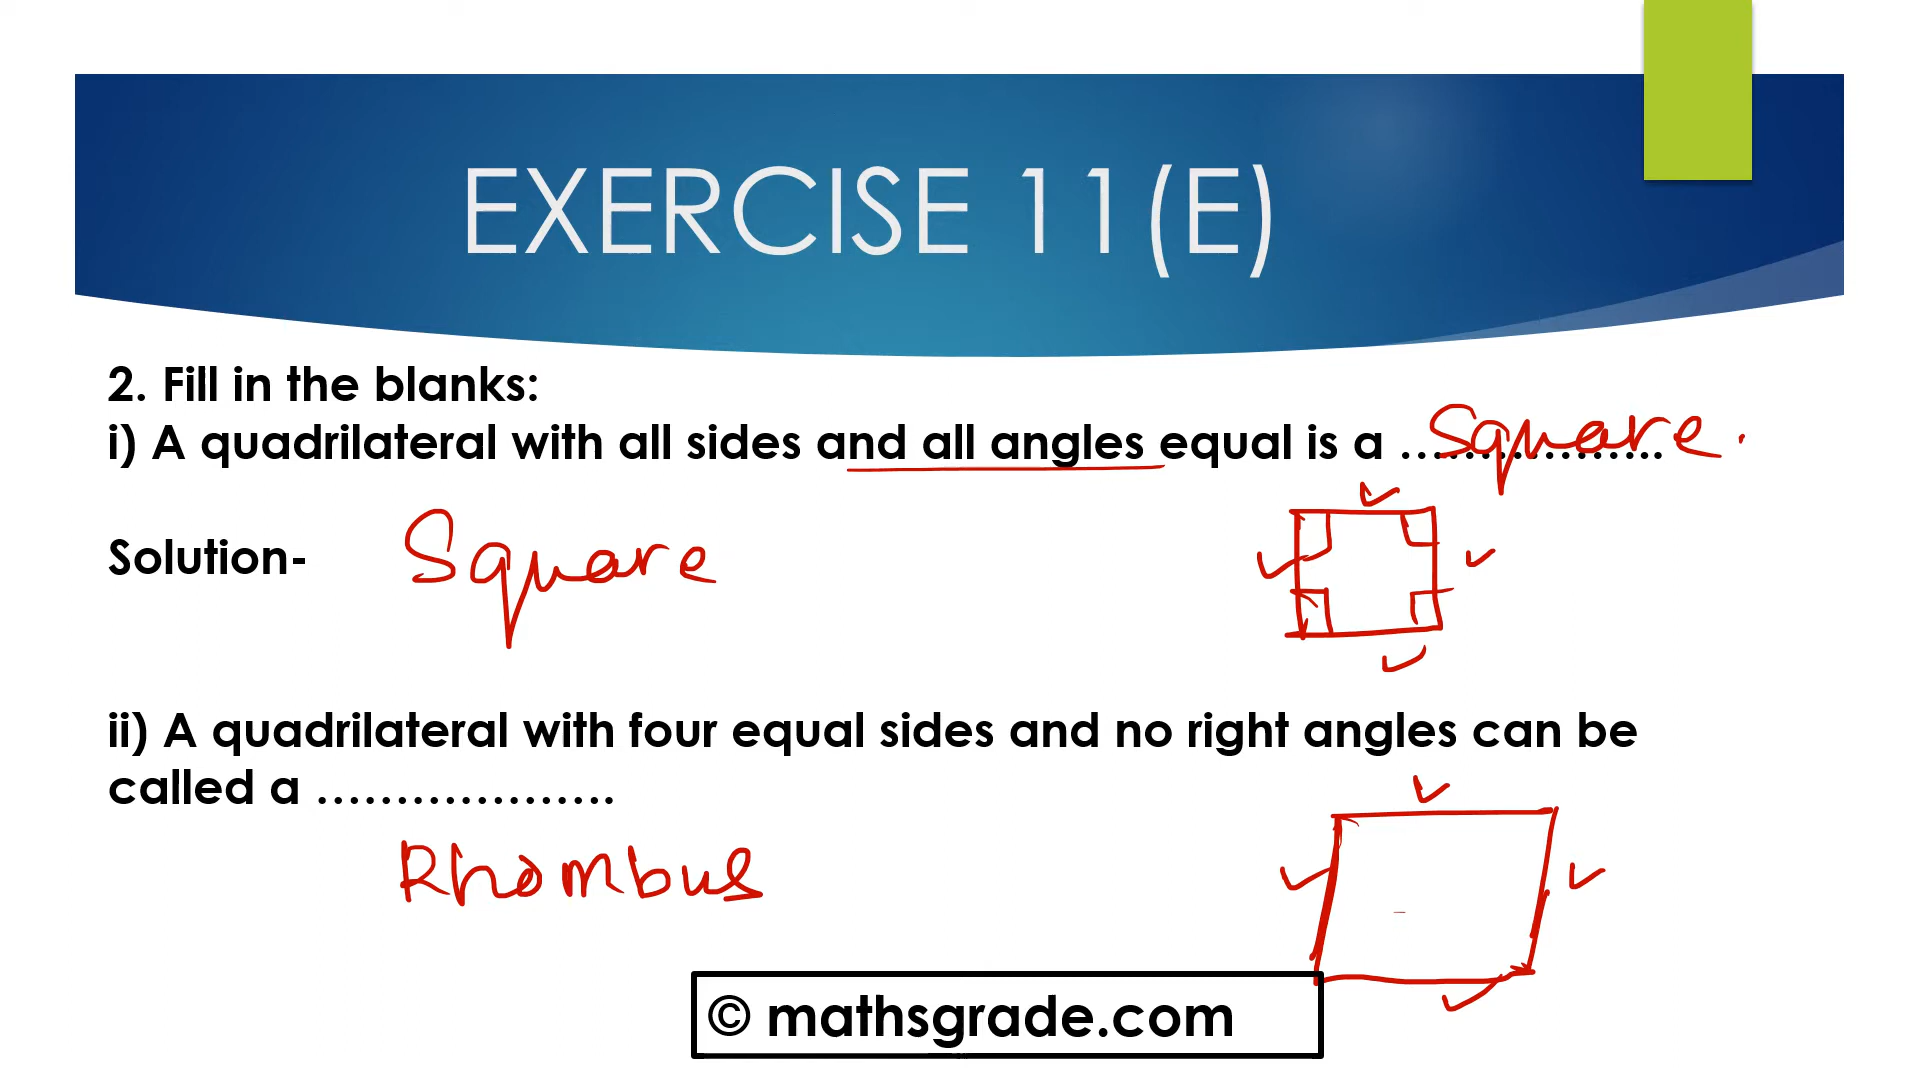 EXERCISE 11(E)
2. Fill in the blanks:
i) A quadrilateral with all sides and all angles equal is a ................. Square.
Solution- Square
ii) A quadrilateral with four equal sides and no right angles can be
called a ...................
Rhombus
© mathsgrade.com